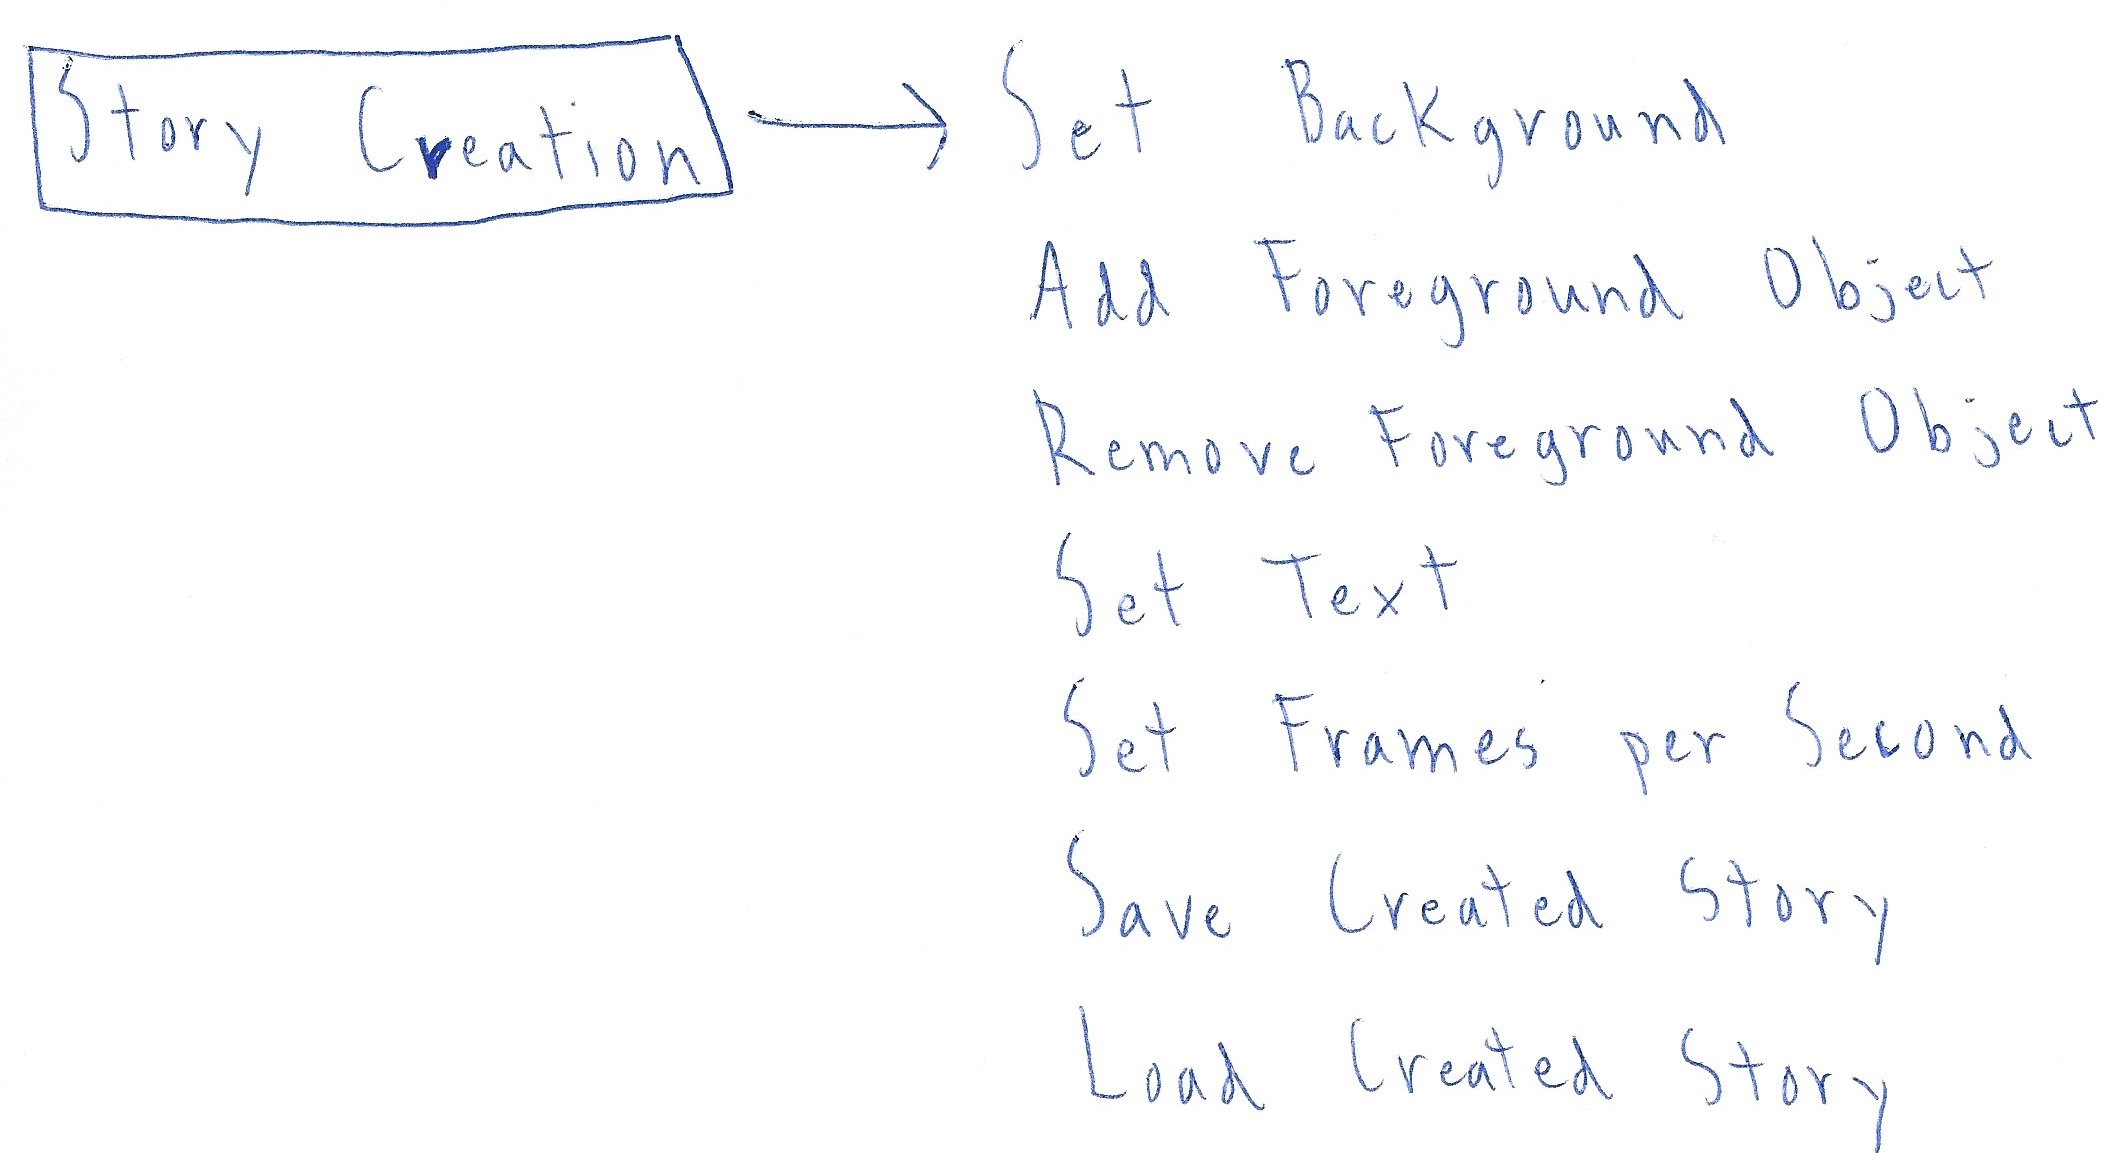 Story Creation → Set Background
Add Foreground Object
Remove Foreground Object
Set Text
Set Frames per Second
Save Created Story
Load Created Story